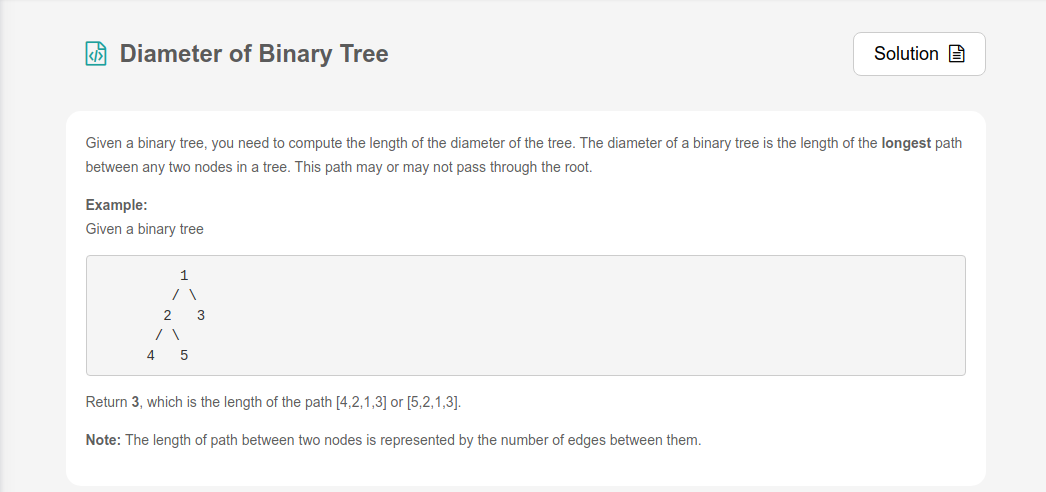 Diameter of Binary Tree
Solution
Given a binary tree, you need to compute the length of the diameter of the tree. The diameter of a binary tree is the length of the longest path
between any two nodes in a tree. This path may or may not pass through the root.
Example:
Given a binary tree
1
/ \
2   3
/ \
4   5
Return 3, which is the length of the path [4,2,1,3] or [5,2,1,3].
Note: The length of path between two nodes is represented by the number of edges between them.